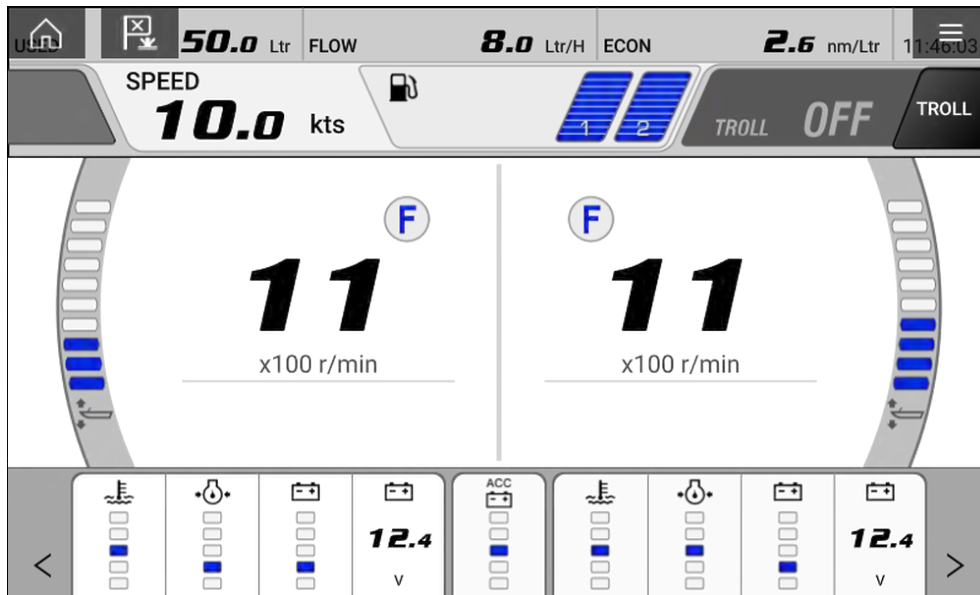 USED 50.0 Ltr FLOW 8.0 Ltr/H ECON 2.6 nm/Ltr 11:46:03
SPEED
10.0 kts
1 2
TROLL OFF
TROLL
F F
11 11
x100 r/min x100 r/min
ACC
12.4 12.4
V V
< >